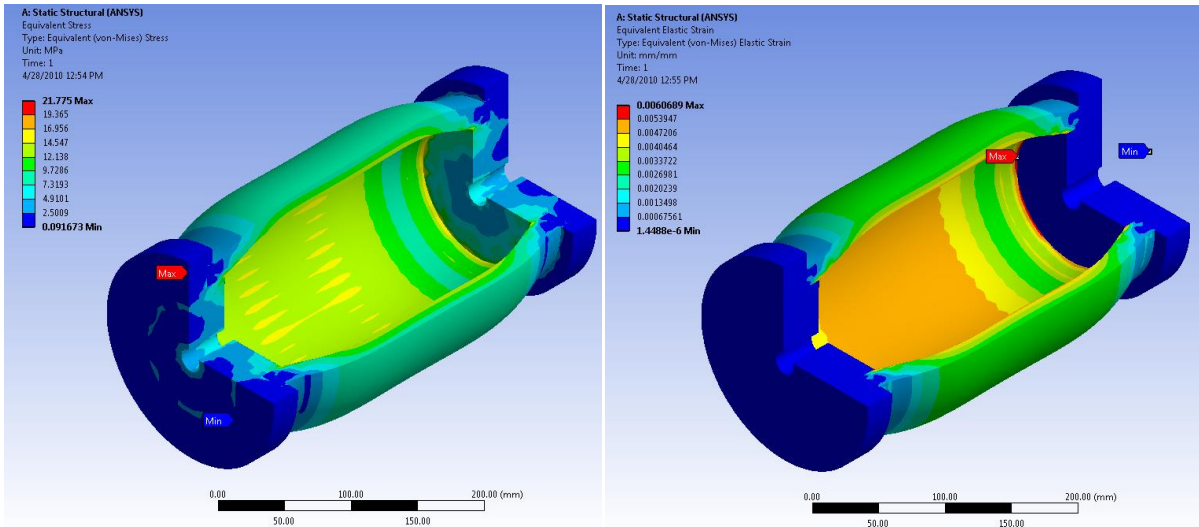 A: Static Structural (ANSYS)
Equivalent Stress
Type: Equivalent (von-Mises) Stress
Unit: MPa
Time: 1
4/28/2010 12:54 PM
21.775 Max
19.365
16.956
14.547
12.138
9.7286
7.3193
4.9101
2.5009
0.091673 Min
Max
Min
0.00 100.00 200.00 (mm)
50.00 150.00
A: Static Structural (ANSYS)
Equivalent Elastic Strain
Type: Equivalent (von-Mises) Elastic Strain
Unit: mm/mm
Time: 1
4/28/2010 12:55 PM
0.0060689 Max
0.0053947
0.0047206
0.0040464
0.0033722
0.0026981
0.0020239
0.0013498
0.00067561
1.4488e-6 Min
Max
Min
0.00 100.00 200.00 (mm)
50.00 150.00